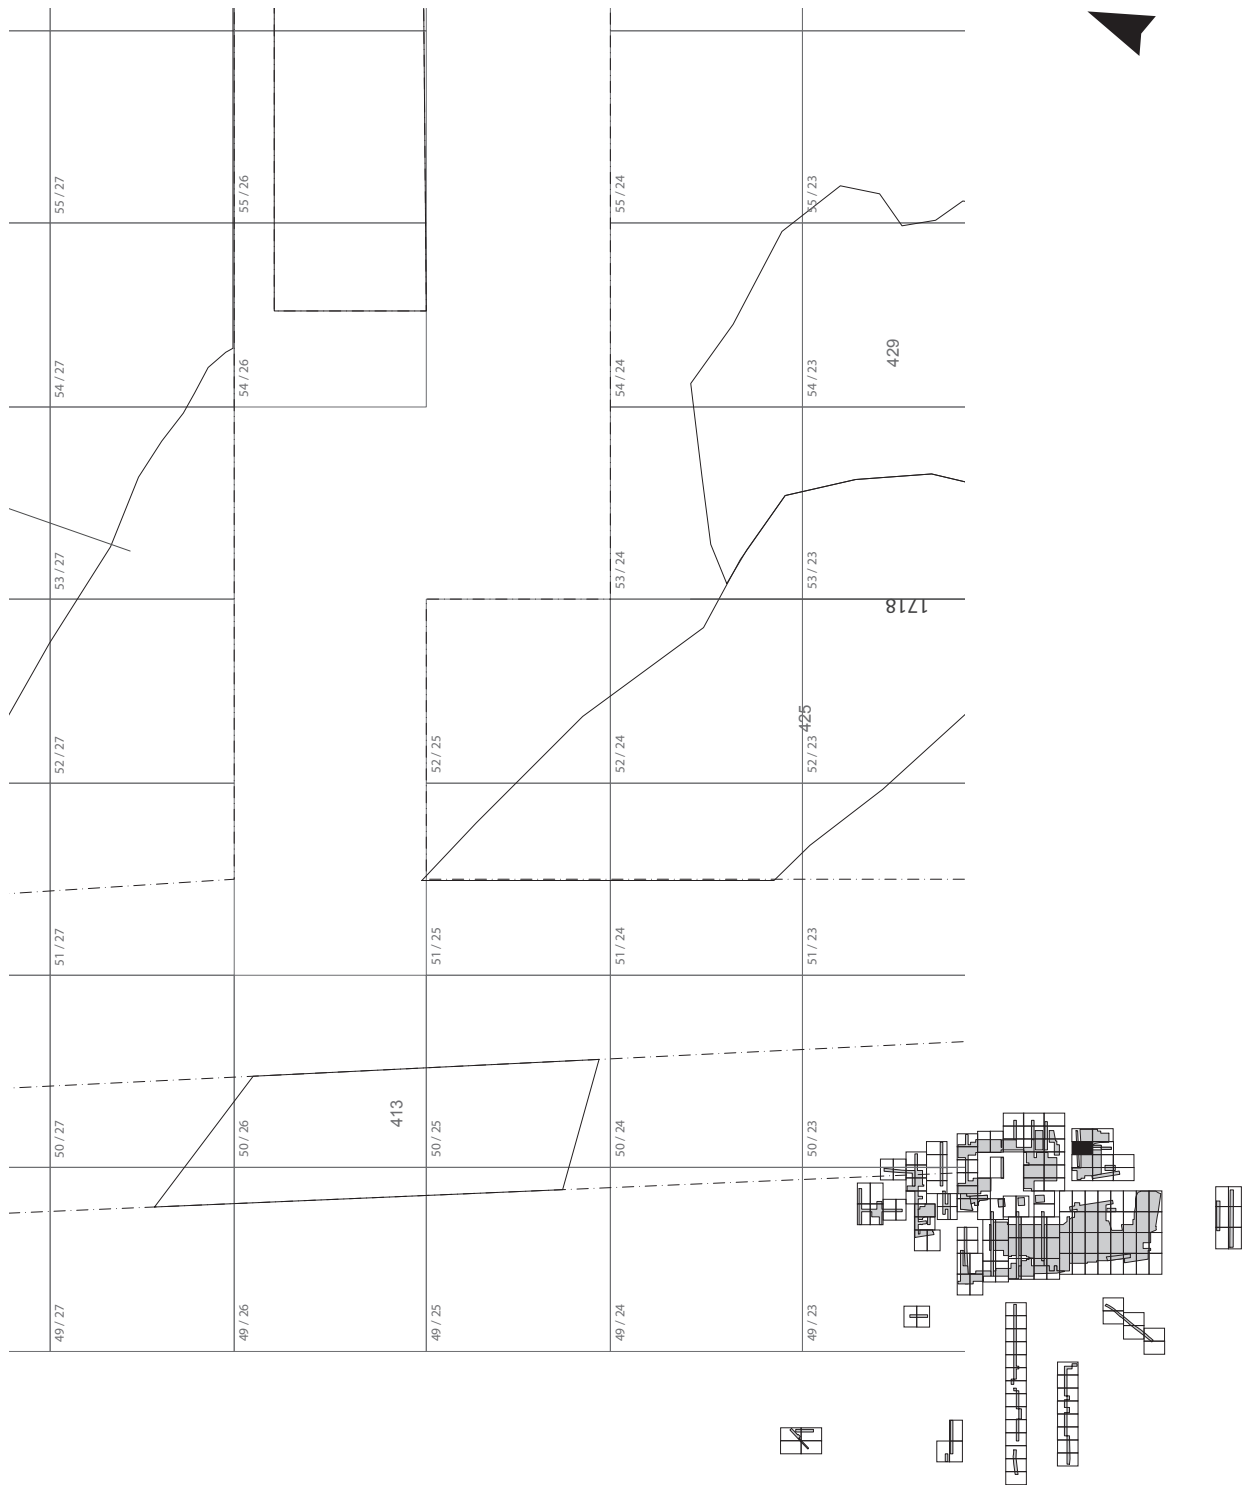 55 / 27
55 / 26
55 / 24
55 / 23
429
54 / 27
54 / 26
54 / 24
54 / 23
53 / 27
53 / 24
53 / 23
1718
425
52 / 27
52 / 25
52 / 24
52 / 23
51 / 27
51 / 25
51 / 24
51 / 23
413
50 / 27
50 / 26
50 / 25
50 / 24
50 / 23
49 / 27
49 / 26
49 / 25
49 / 24
49 / 23